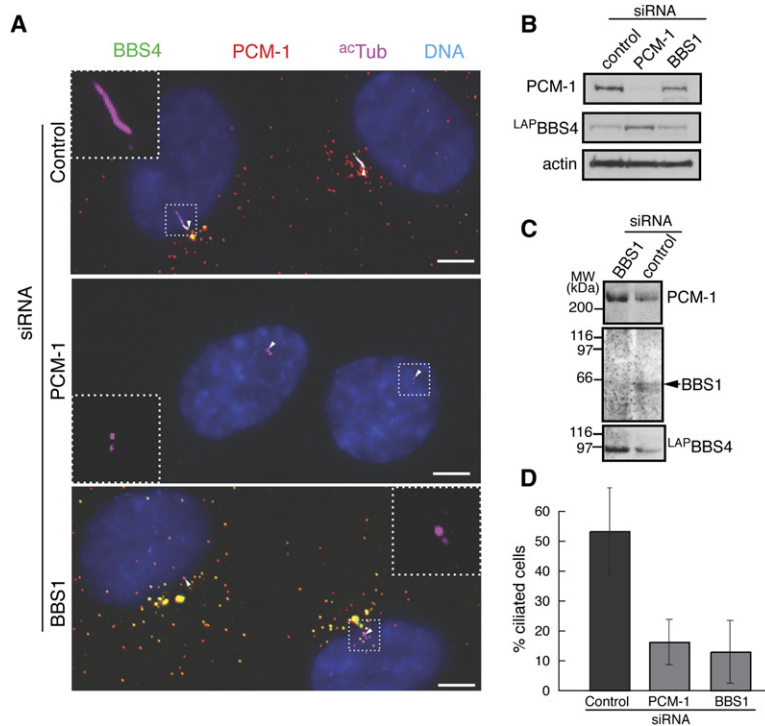 A
BBS4 PCM-1 acTub DNA
siRNA
Control
PCM-1
BBS1
B
siRNA
control PCM-1 BBS1
PCM-1
LAPBBS4
actin
C
siRNA
BBS1 control
MW
(kDa)
200
PCM-1
116
97
66
BBS1
116
97
LAPBBS4
D
% ciliated cells
60
50
40
30
20
10
0
Control PCM-1 BBS1
siRNA